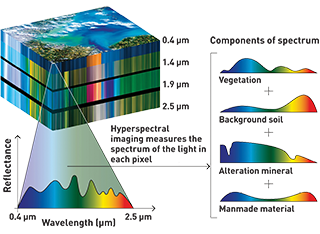 0.4 µm
1.4 µm
1.9 µm
2.5 µm
Hyperspectral
imaging measures the
spectrum of the light in
each pixel
Reflectance
0.4 µm
2.5 µm
Wavelength (µm)
Components of spectrum
Vegetation
+
Background soil
+
Alteration mineral
+
Manmade material